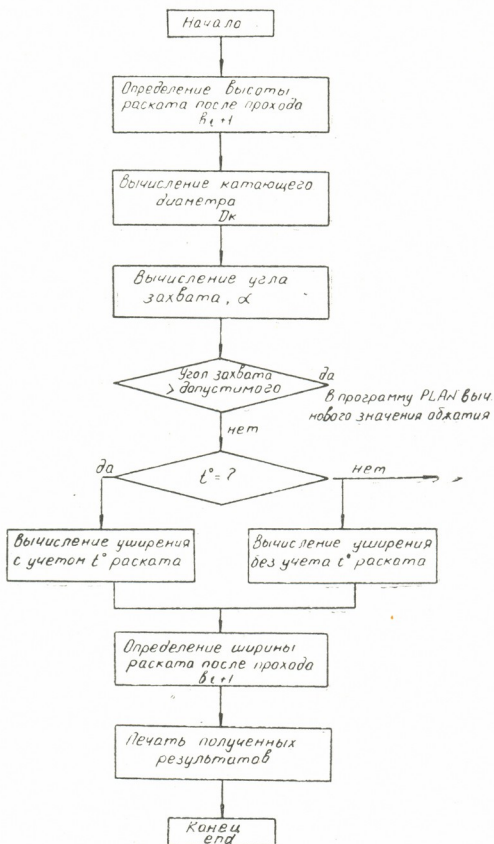 Начало
Определение высоты
раската после прохода
hi+1
Вычисление катающего
диаметра
Dк
Вычисление угла
захвата, α
Угол захвата
> допустимого
да
В программу PLAN выч.
нового значения обжатия
нет
да
t°=?
нет
Вычисление уширения
с учетом t° раската
Вычисление уширения
без учета t° раската
Определение ширины
раската после прохода
вi+1
Печать полученных
результатов
Конец
end